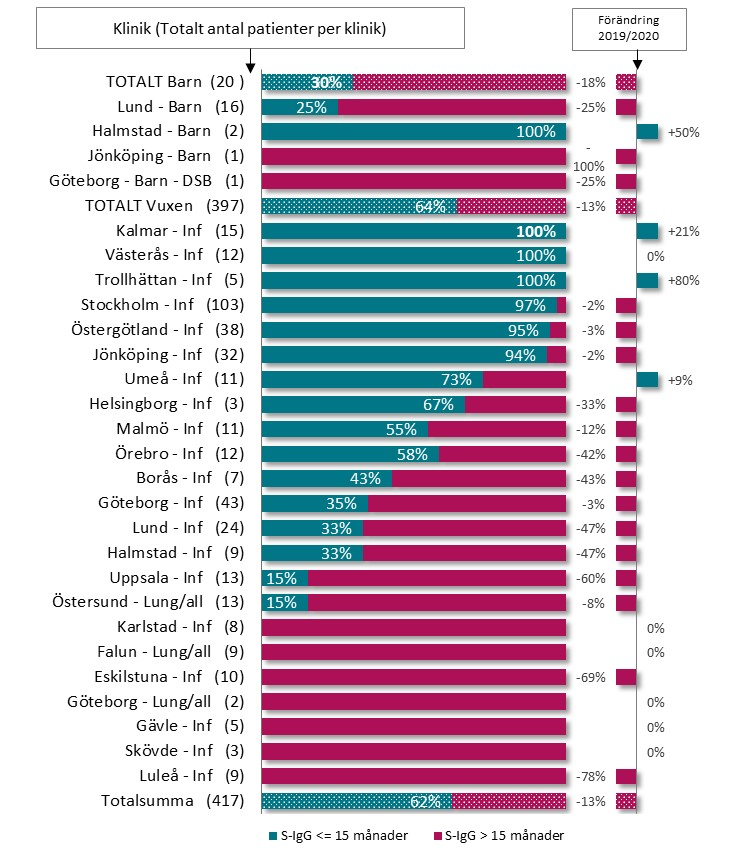 Klinik (Totalt antal patienter per klinik)
Förändring
2019/2020
TOTALT Barn (20 ) 30% -18%
Lund - Barn (16) 25% -25%
Halmstad - Barn (2) 100% +50%
Jönköping - Barn (1) -
100%
Göteborg - Barn - DSB (1) -25%
TOTALT Vuxen (397) 64% -13%
Kalmar - Inf (15) 100% +21%
Västerås - Inf (12) 100% 0%
Trollhättan - Inf (5) 100% +80%
Stockholm - Inf (103) 97% -2%
Östergötland - Inf (38) 95% -3%
Jönköping - Inf (32) 94% -2%
Umeå - Inf (11) 73% +9%
Helsingborg - Inf (3) 67% -33%
Malmö - Inf (11) 55% -12%
Örebro - Inf (12) 58% -42%
Borås - Inf (7) 43% -43%
Göteborg - Inf (43) 35% -3%
Lund - Inf (24) 33% -47%
Halmstad - Inf (9) 33% -47%
Uppsala - Inf (13) 15% -60%
Östersund - Lung/all (13) 15% -8%
Karlstad - Inf (8) 0%
Falun - Lung/all (9) 0%
Eskilstuna - Inf (10) -69%
Göteborg - Lung/all (2) 0%
Gävle - Inf (5) 0%
Skövde - Inf (3) 0%
Luleå - Inf (9) -78%
Totalsumma (417) 62% -13%
S-IgG <= 15 månader S-IgG > 15 månader